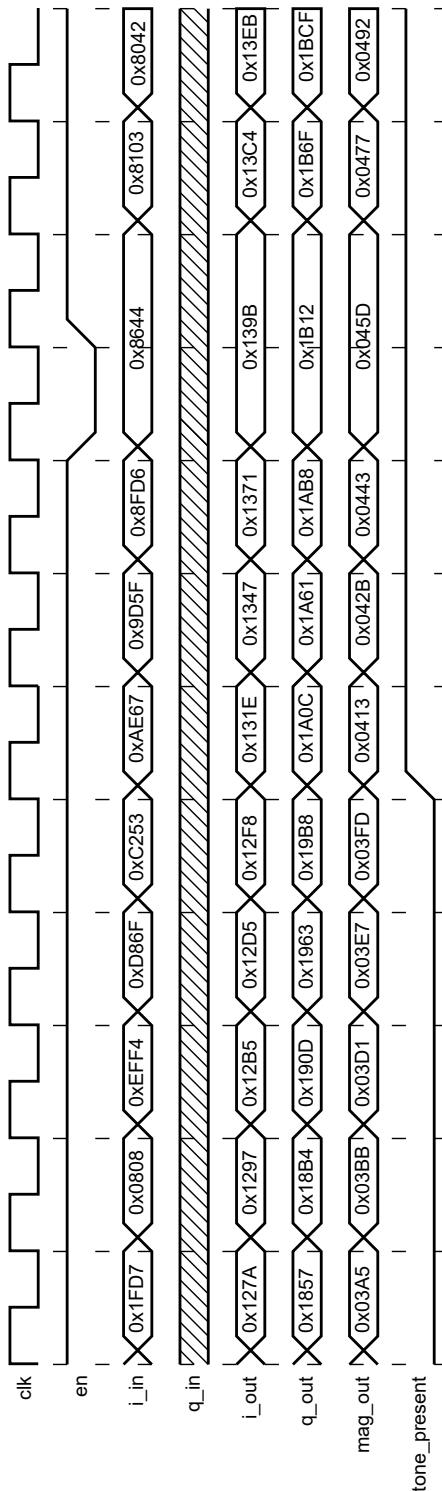 clk
en
i_in 0x1FD7 0x0808 0xEFF4 0xD86F 0xC253 0xAE67 0x9D5F 0x8FD6 0x8644 0x8103 0x8042
q_in
i_out 0x127A 0x1297 0x12B5 0x12D5 0x12F8 0x131E 0x1347 0x1371 0x139B 0x13C4 0x13EB
q_out 0x1857 0x18B4 0x190D 0x1963 0x19B8 0x1A0C 0x1A61 0x1AB8 0x1B12 0x1B6F 0x1BCF
mag_out 0x03A5 0x03BB 0x03D1 0x03E7 0x03FD 0x0413 0x042B 0x0443 0x045D 0x0477 0x0492
tone_present